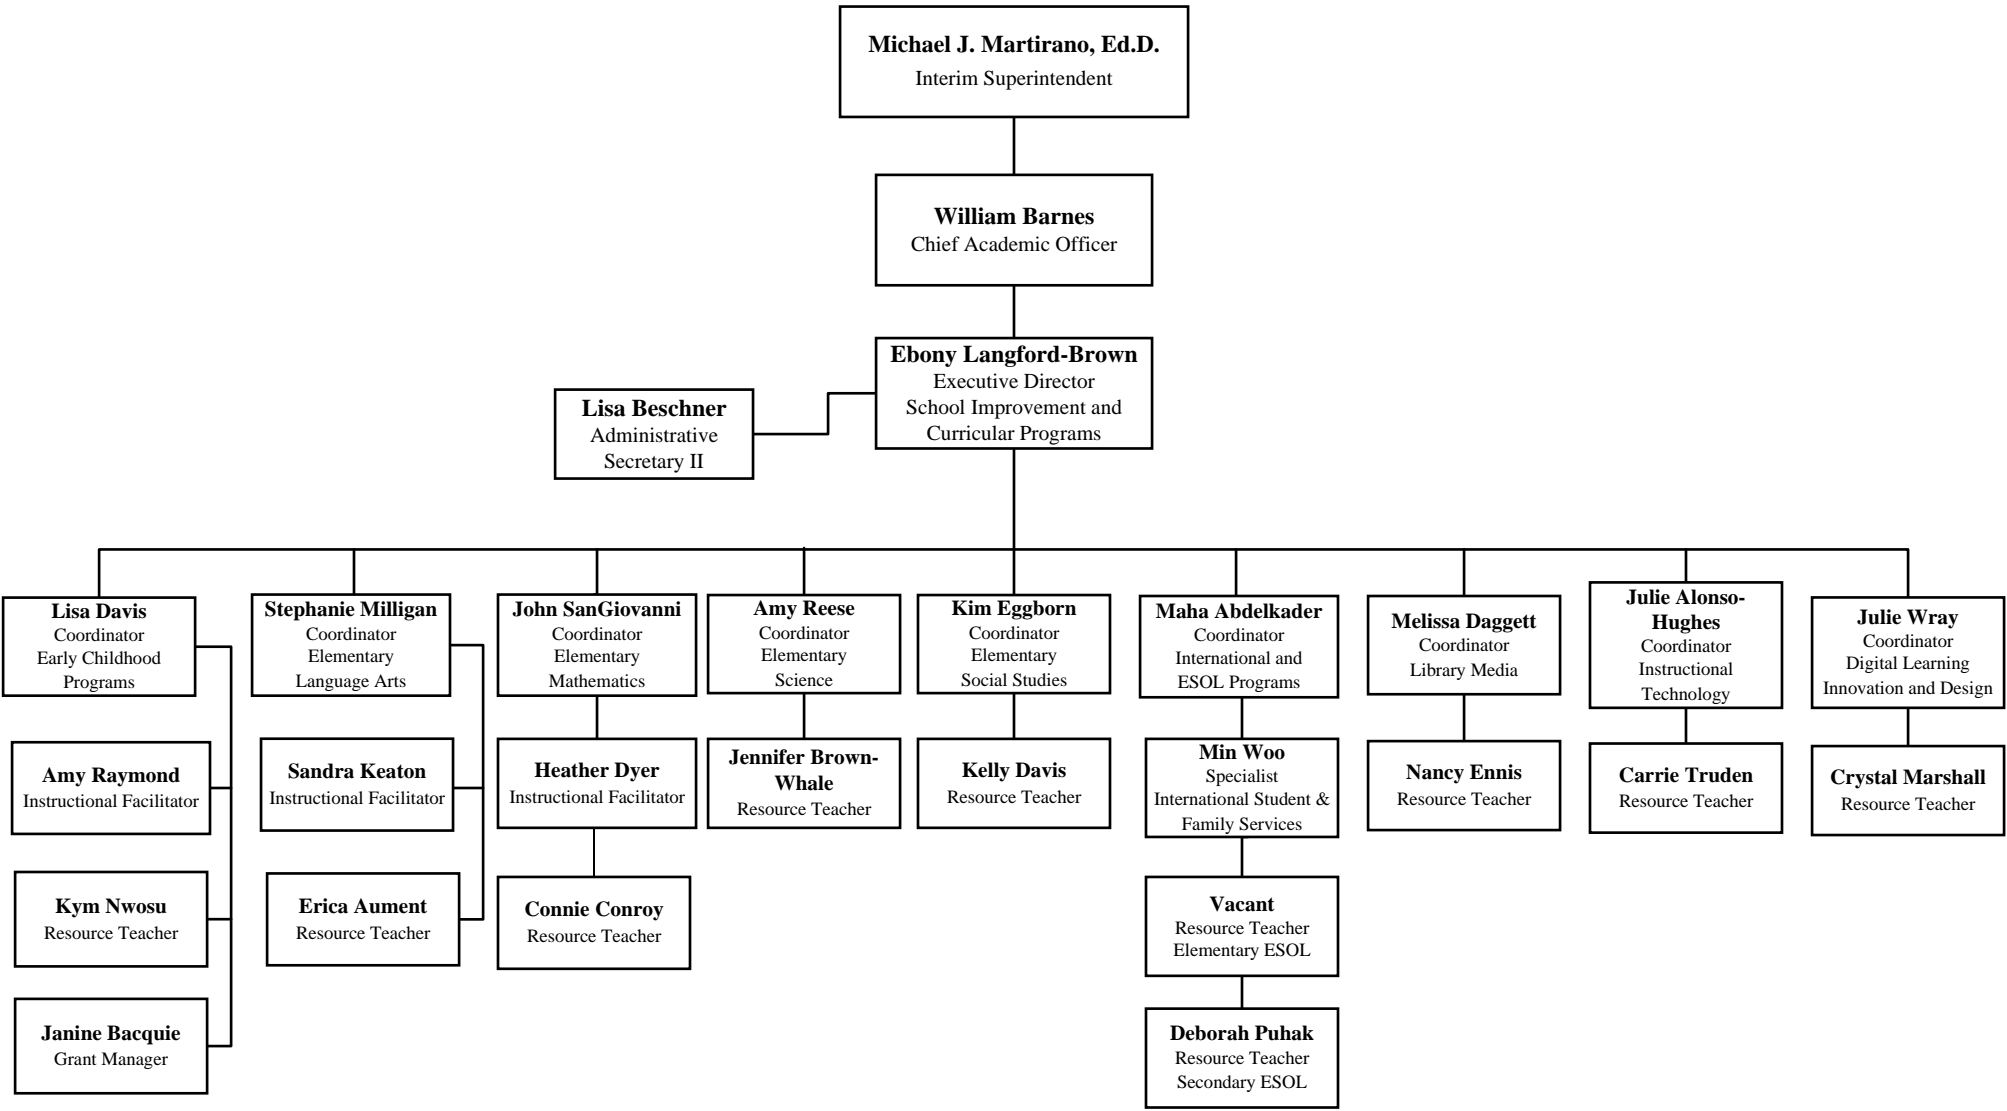 Michael J. Martirano, Ed.D.
Interim Superintendent
William Barnes
Chief Academic Officer
Ebony Langford-Brown
Executive Director
School Improvement and
Curricular Programs
Lisa Beschner
Administrative
Secretary II
Lisa Davis
Coordinator
Early Childhood
Programs
Stephanie Milligan
Coordinator
Elementary
Language Arts
John SanGiovanni
Coordinator
Elementary
Mathematics
Amy Reese
Coordinator
Elementary
Science
Kim Eggborn
Coordinator
Elementary
Social Studies
Maha Abdelkader
Coordinator
International and
ESOL Programs
Melissa Daggett
Coordinator
Library Media
Julie Alonso-
Hughes
Coordinator
Instructional
Technology
Julie Wray
Coordinator
Digital Learning
Innovation and Design
Amy Raymond
Instructional Facilitator
Sandra Keaton
Instructional Facilitator
Heather Dyer
Instructional Facilitator
Jennifer Brown-
Whale
Resource Teacher
Kelly Davis
Resource Teacher
Min Woo
Specialist
International Student &
Family Services
Nancy Ennis
Resource Teacher
Carrie Truden
Resource Teacher
Crystal Marshall
Resource Teacher
Kym Nwosu
Resource Teacher
Erica Aument
Resource Teacher
Connie Conroy
Resource Teacher
Vacant
Resource Teacher
Elementary ESOL
Janine Bacquie
Grant Manager
Deborah Puhak
Resource Teacher
Secondary ESOL